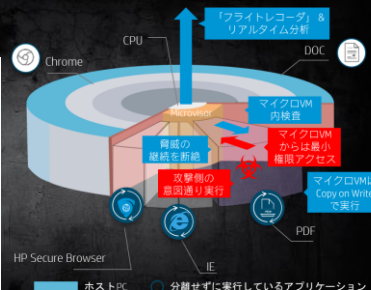 「フライトレコーダ」 &
リアルタイム分析
CPU
DOC
Chrome
Microvisor
マイクロVM
内検査
脅威の
継続を断絶
マイクロVM
からは最小
権限アクセス
攻撃側の
意図通り実行
マイクロVMは
Copy on Write
で実行
PDF
HP Secure Browser
IE
ホストPC
分離せずに実行しているアプリケーション